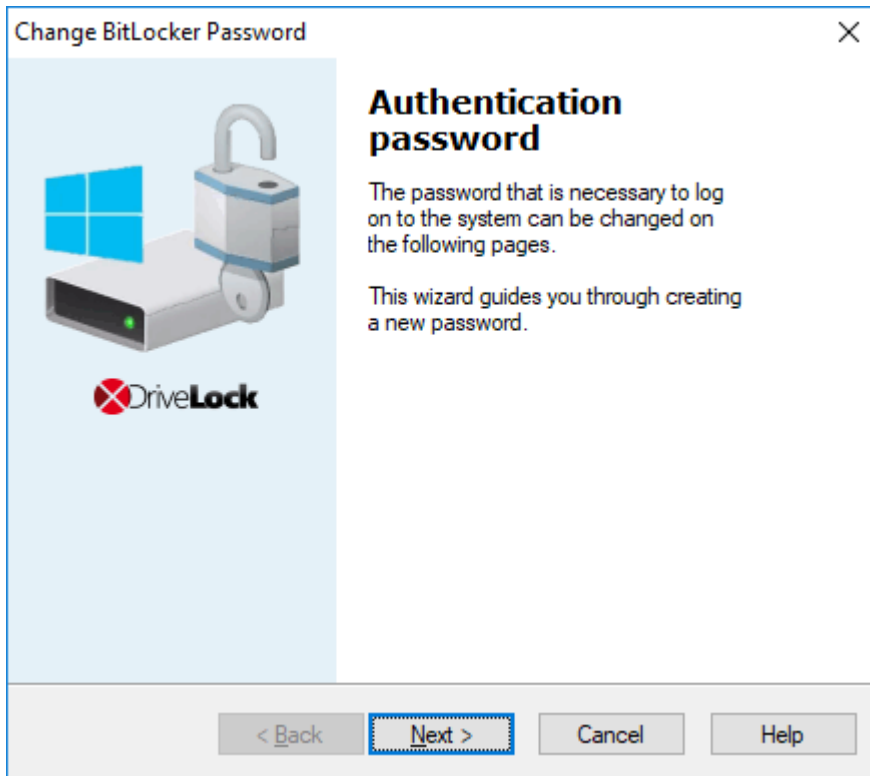 Change BitLocker Password
Authentication
password
The password that is necessary to log
on to the system can be changed on
the following pages.
This wizard guides you through creating
a new password.
DriveLock
< Back
Next >
Cancel
Help